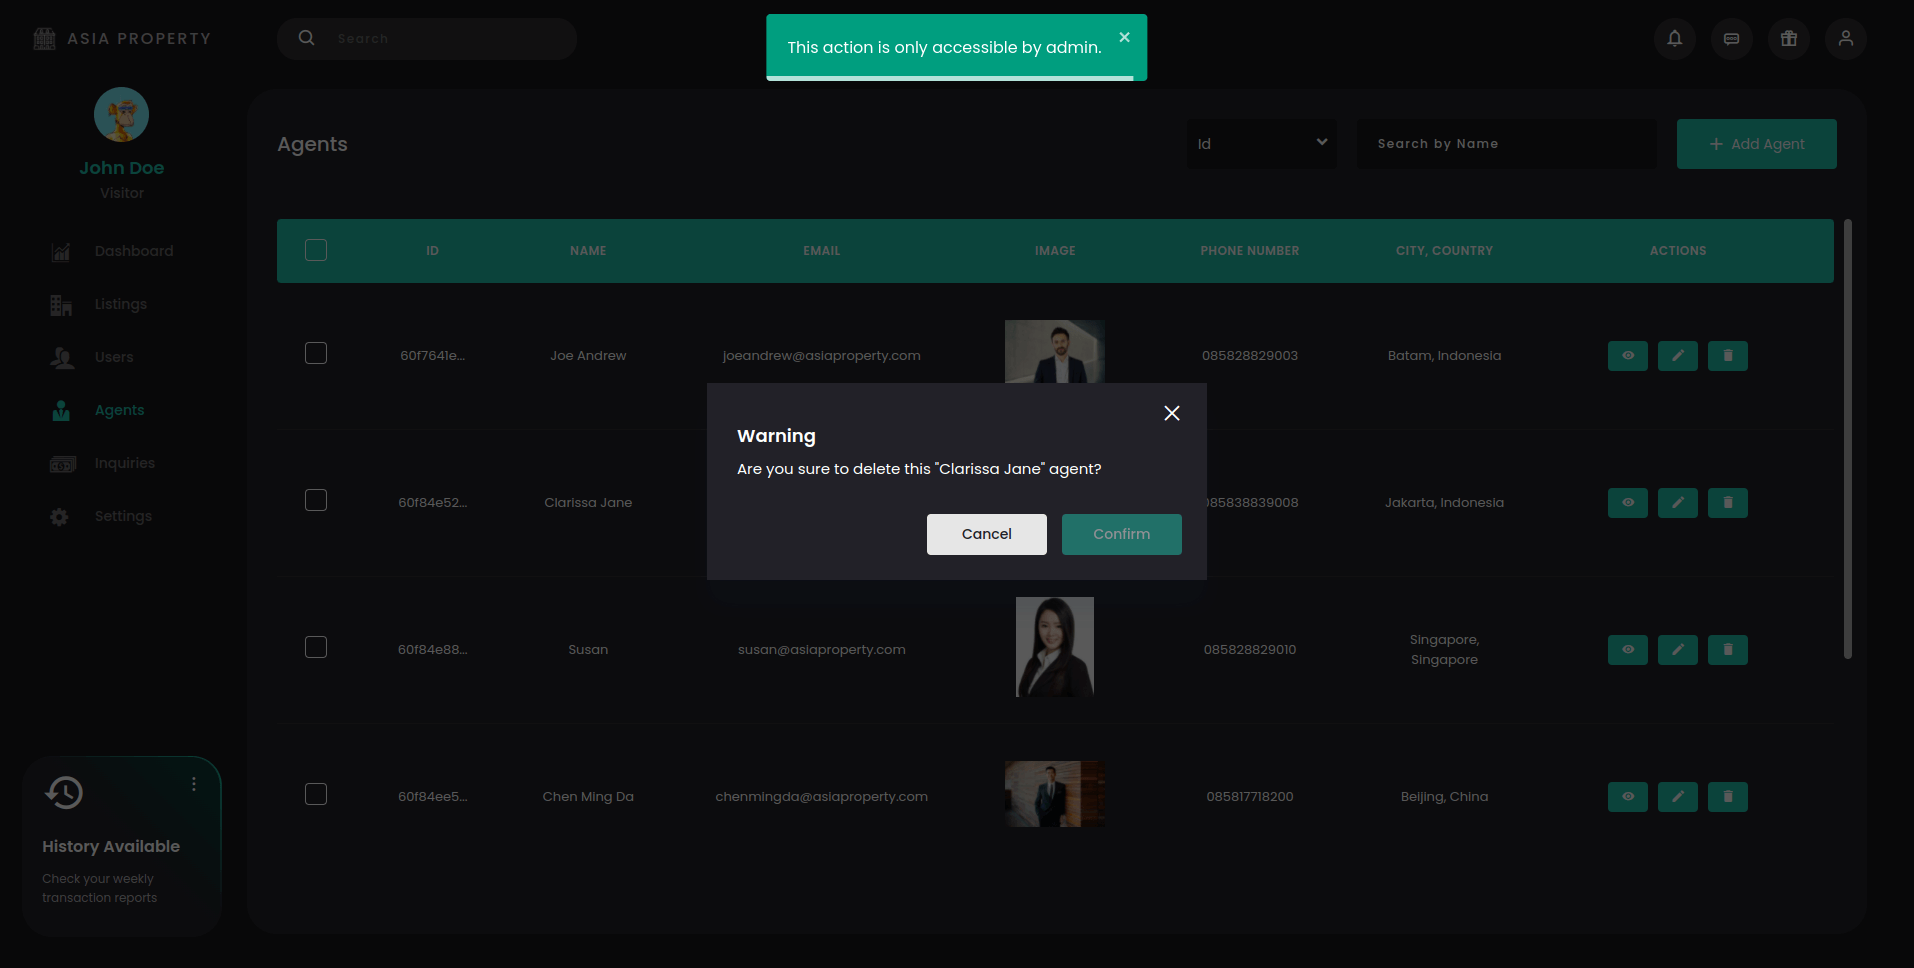 ASIA PROPERTY
Search
This action is only accessible by admin.
John Doe
Visitor
Dashboard
Listings
Users
Agents
Inquiries
Settings
History Available
Check your weekly
transaction reports
Agents
Id
Search by Name
Add Agent
ID NAME EMAIL IMAGE PHONE NUMBER CITY, COUNTRY ACTIONS
60f7641e... Joe Andrew joeandrew@asiaproperty.com 085828829003 Batam, Indonesia
60f84e52... Clarissa Jane 085838839008 Jakarta, Indonesia
60f84e88... Susan susan@asiaproperty.com 085828829010 Singapore,
Singapore
60f84ee5... Chen Ming Da chenmingda@asiaproperty.com 085817718200 Beijing, China
Warning
Are you sure to delete this "Clarissa Jane" agent?
Cancel
Confirm